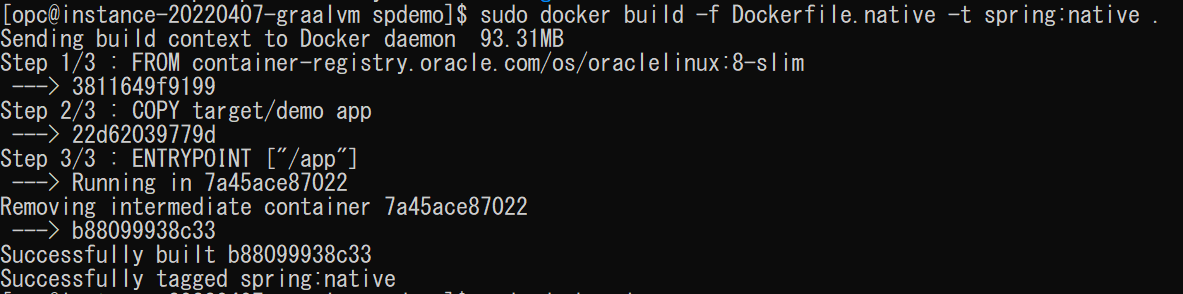 [opc@instance-20220407-graalvm spdemo]$ sudo docker build -f Dockerfile.native -t spring:native .
Sending build context to Docker daemon  93.31MB
Step 1/3 : FROM container-registry.oracle.com/os/oraclelinux:8-slim
 ---> 3811649f9199
Step 2/3 : COPY target/demo app
 ---> 22d62039779d
Step 3/3 : ENTRYPOINT ["/app"]
 ---> Running in 7a45ace87022
Removing intermediate container 7a45ace87022
 ---> b88099938c33
Successfully built b88099938c33
Successfully tagged spring:native